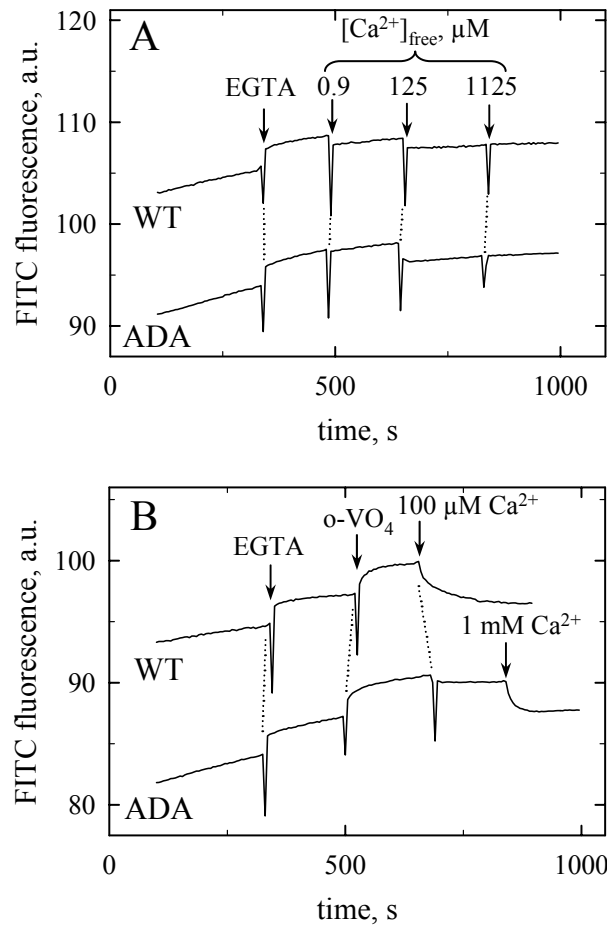 A
[Ca²⁺]free, µM
EGTA 0.9 125 1125
FITC fluorescence, a.u.
120
110
100
90
WT
ADA
0 500 1000
time, s
B
EGTA o-VO₄ 100 µM Ca²⁺
1 mM Ca²⁺
FITC fluorescence, a.u.
100
90
80
WT
ADA
0 500 1000
time, s